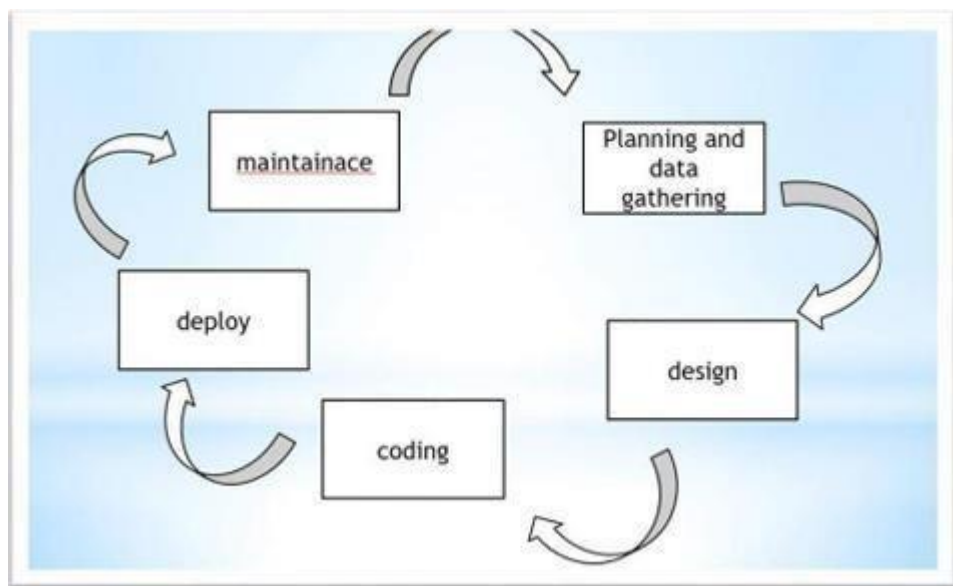 maintainace
Planning and
data
gathering
deploy
design
coding